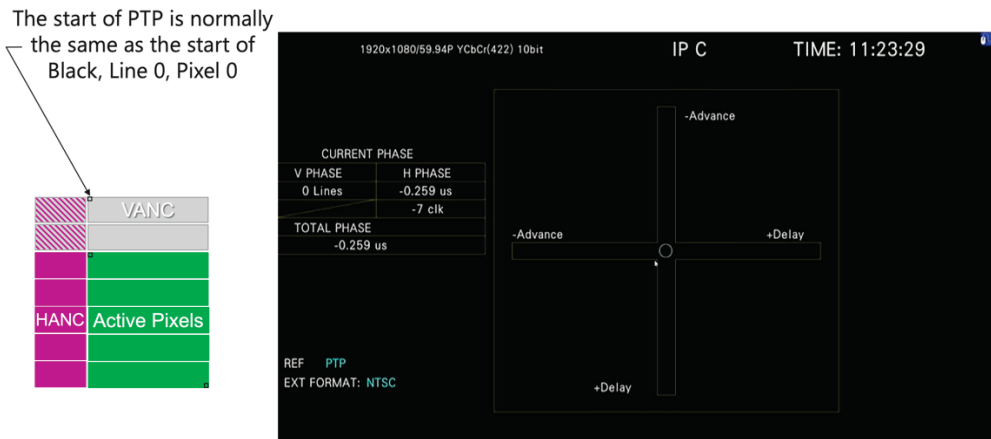 The start of PTP is normally
the same as the start of
Black, Line 0, Pixel 0
VANC
HANC
Active Pixels
1920x1080/59.94P YCbCr(422) 10bit
IP C
TIME: 11:23:29
CURRENT PHASE
V PHASE
H PHASE
0 Lines
-0.259 us
-7 clk
TOTAL PHASE
-0.259 us
-Advance
-Advance
+Delay
+Delay
REF PTP
EXT FORMAT: NTSC